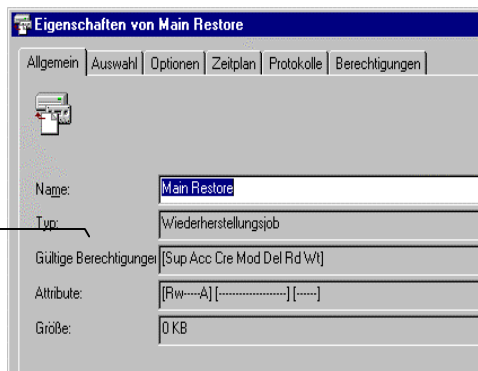 Eigenschaften von Main Restore
Allgemein Auswahl Optionen Zeitplan Protokolle Berechtigungen
Name: Main Restore
Typ: Wiederherstellungsjob
Gültige Berechtigungen [Sup Acc Cre Mod Del Rd Wt]
Attribute: [Rw-----A] [--------------------] [------]
Größe: 0 KB